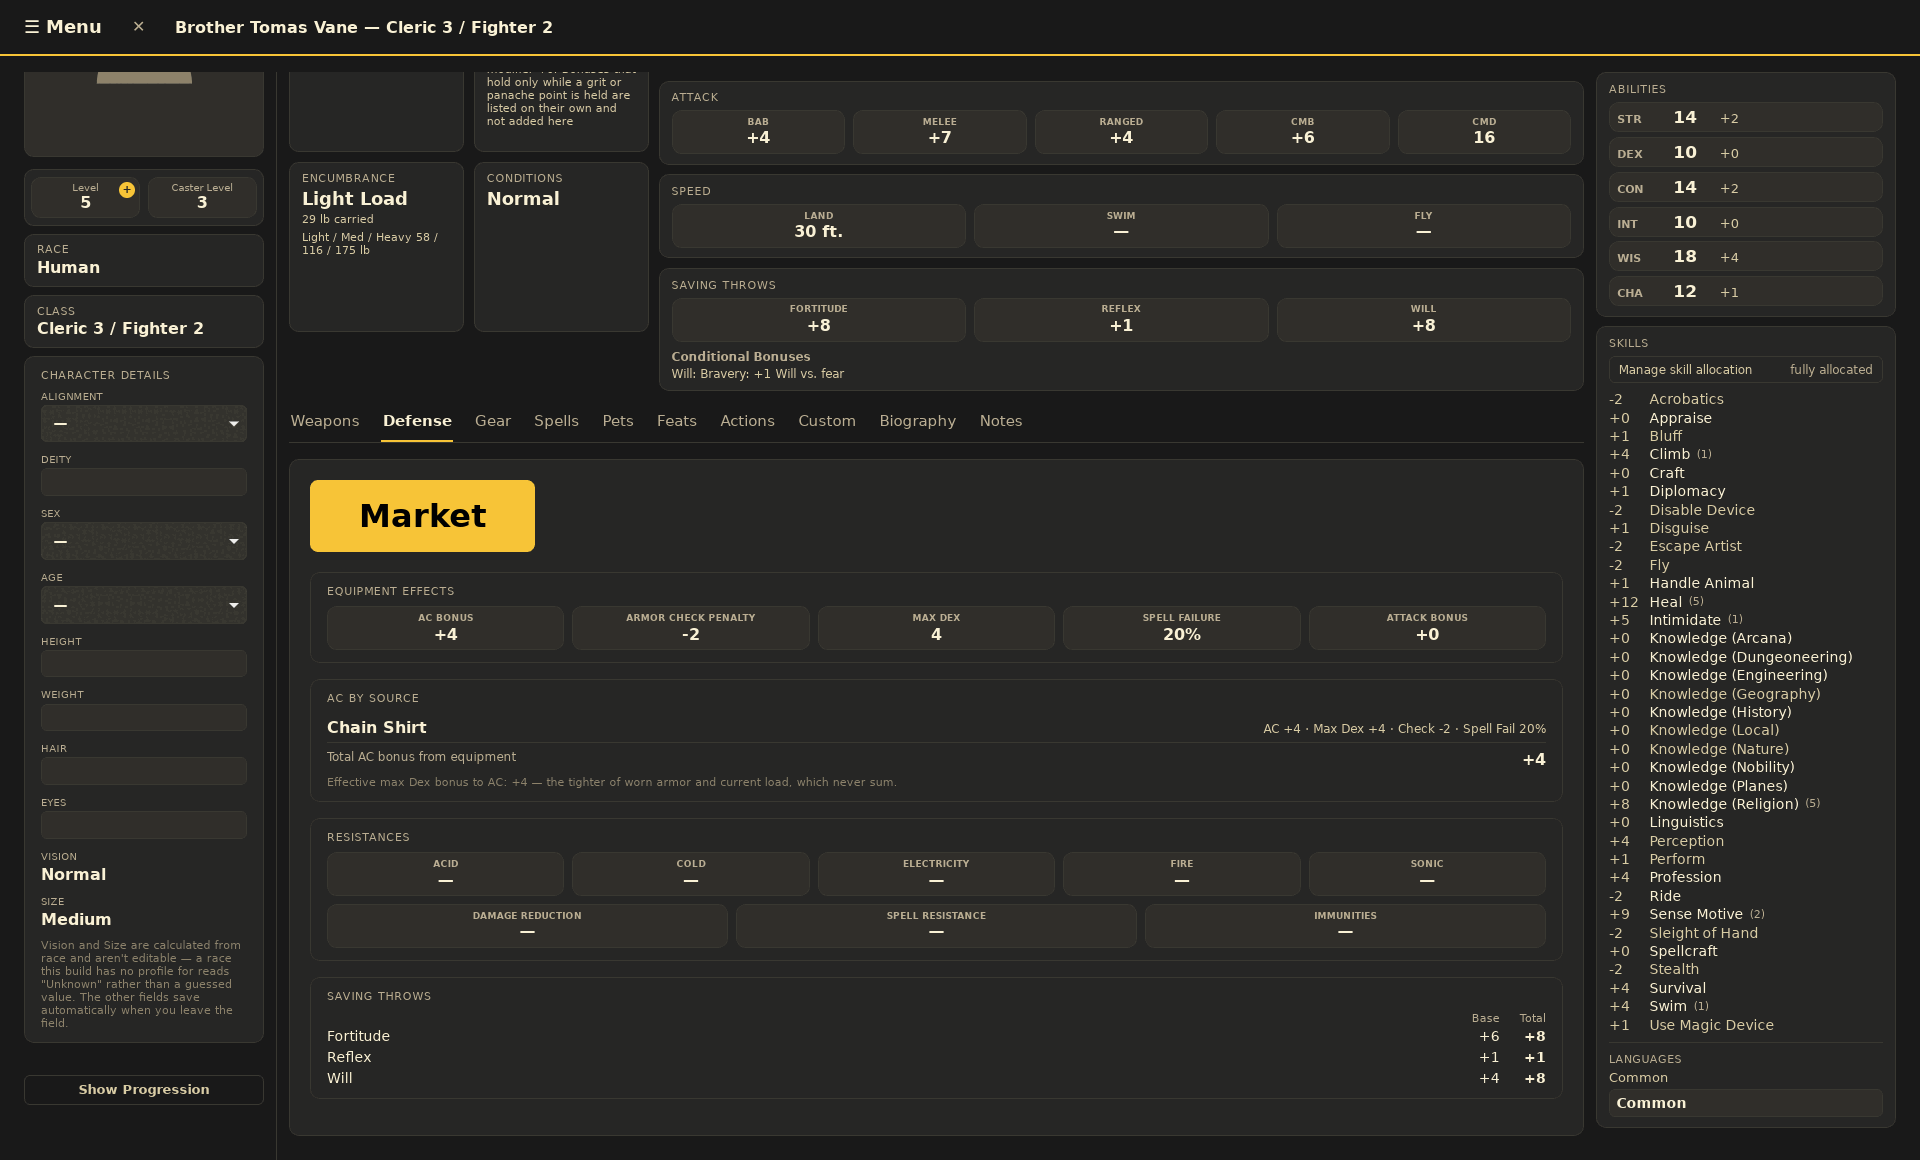 ☰ Menu ✕ Brother Tomas Vane — Cleric 3 / Fighter 2
Level
5
+
Caster Level
3
RACE
Human
CLASS
Cleric 3 / Fighter 2
CHARACTER DETAILS
ALIGNMENT
—
DEITY
SEX
—
AGE
—
HEIGHT
WEIGHT
HAIR
EYES
VISION
Normal
SIZE
Medium
Vision and Size are calculated from
race and aren't editable — a race
this build has no profile for reads
"Unknown" rather than a guessed
value. The other fields save
automatically when you leave the
field.
Show Progression
hold only while a grit or
panache point is held are
listed on their own and
not added here
ENCUMBRANCE
Light Load
29 lb carried
Light / Med / Heavy 58 /
116 / 175 lb
CONDITIONS
Normal
ATTACK
BAB
+4
MELEE
+7
RANGED
+4
CMB
+6
CMD
16
SPEED
LAND
30 ft.
SWIM
—
FLY
—
SAVING THROWS
FORTITUDE
+8
REFLEX
+1
WILL
+8
Conditional Bonuses
Will: Bravery: +1 Will vs. fear
Weapons Defense Gear Spells Pets Feats Actions Custom Biography Notes
Market
EQUIPMENT EFFECTS
AC BONUS
+4
ARMOR CHECK PENALTY
-2
MAX DEX
4
SPELL FAILURE
20%
ATTACK BONUS
+0
AC BY SOURCE
Chain Shirt AC +4 · Max Dex +4 · Check -2 · Spell Fail 20%
Total AC bonus from equipment +4
Effective max Dex bonus to AC: +4 — the tighter of worn armor and current load, which never sum.
RESISTANCES
ACID
—
COLD
—
ELECTRICITY
—
FIRE
—
SONIC
—
DAMAGE REDUCTION
—
SPELL RESISTANCE
—
IMMUNITIES
—
SAVING THROWS
Base Total
Fortitude +6 +8
Reflex +1 +1
Will +4 +8
ABILITIES
STR 14 +2
DEX 10 +0
CON 14 +2
INT 10 +0
WIS 18 +4
CHA 12 +1
SKILLS
Manage skill allocation fully allocated
-2 Acrobatics
+0 Appraise
+1 Bluff
+4 Climb (1)
+0 Craft
+1 Diplomacy
-2 Disable Device
+1 Disguise
-2 Escape Artist
-2 Fly
+1 Handle Animal
+12 Heal (5)
+5 Intimidate (1)
+0 Knowledge (Arcana)
+0 Knowledge (Dungeoneering)
+0 Knowledge (Engineering)
+0 Knowledge (Geography)
+0 Knowledge (History)
+0 Knowledge (Local)
+0 Knowledge (Nature)
+0 Knowledge (Nobility)
+0 Knowledge (Planes)
+8 Knowledge (Religion) (5)
+0 Linguistics
+4 Perception
+1 Perform
+4 Profession
-2 Ride
+9 Sense Motive (2)
-2 Sleight of Hand
+0 Spellcraft
-2 Stealth
+4 Survival
+4 Swim (1)
+1 Use Magic Device
LANGUAGES
Common
Common